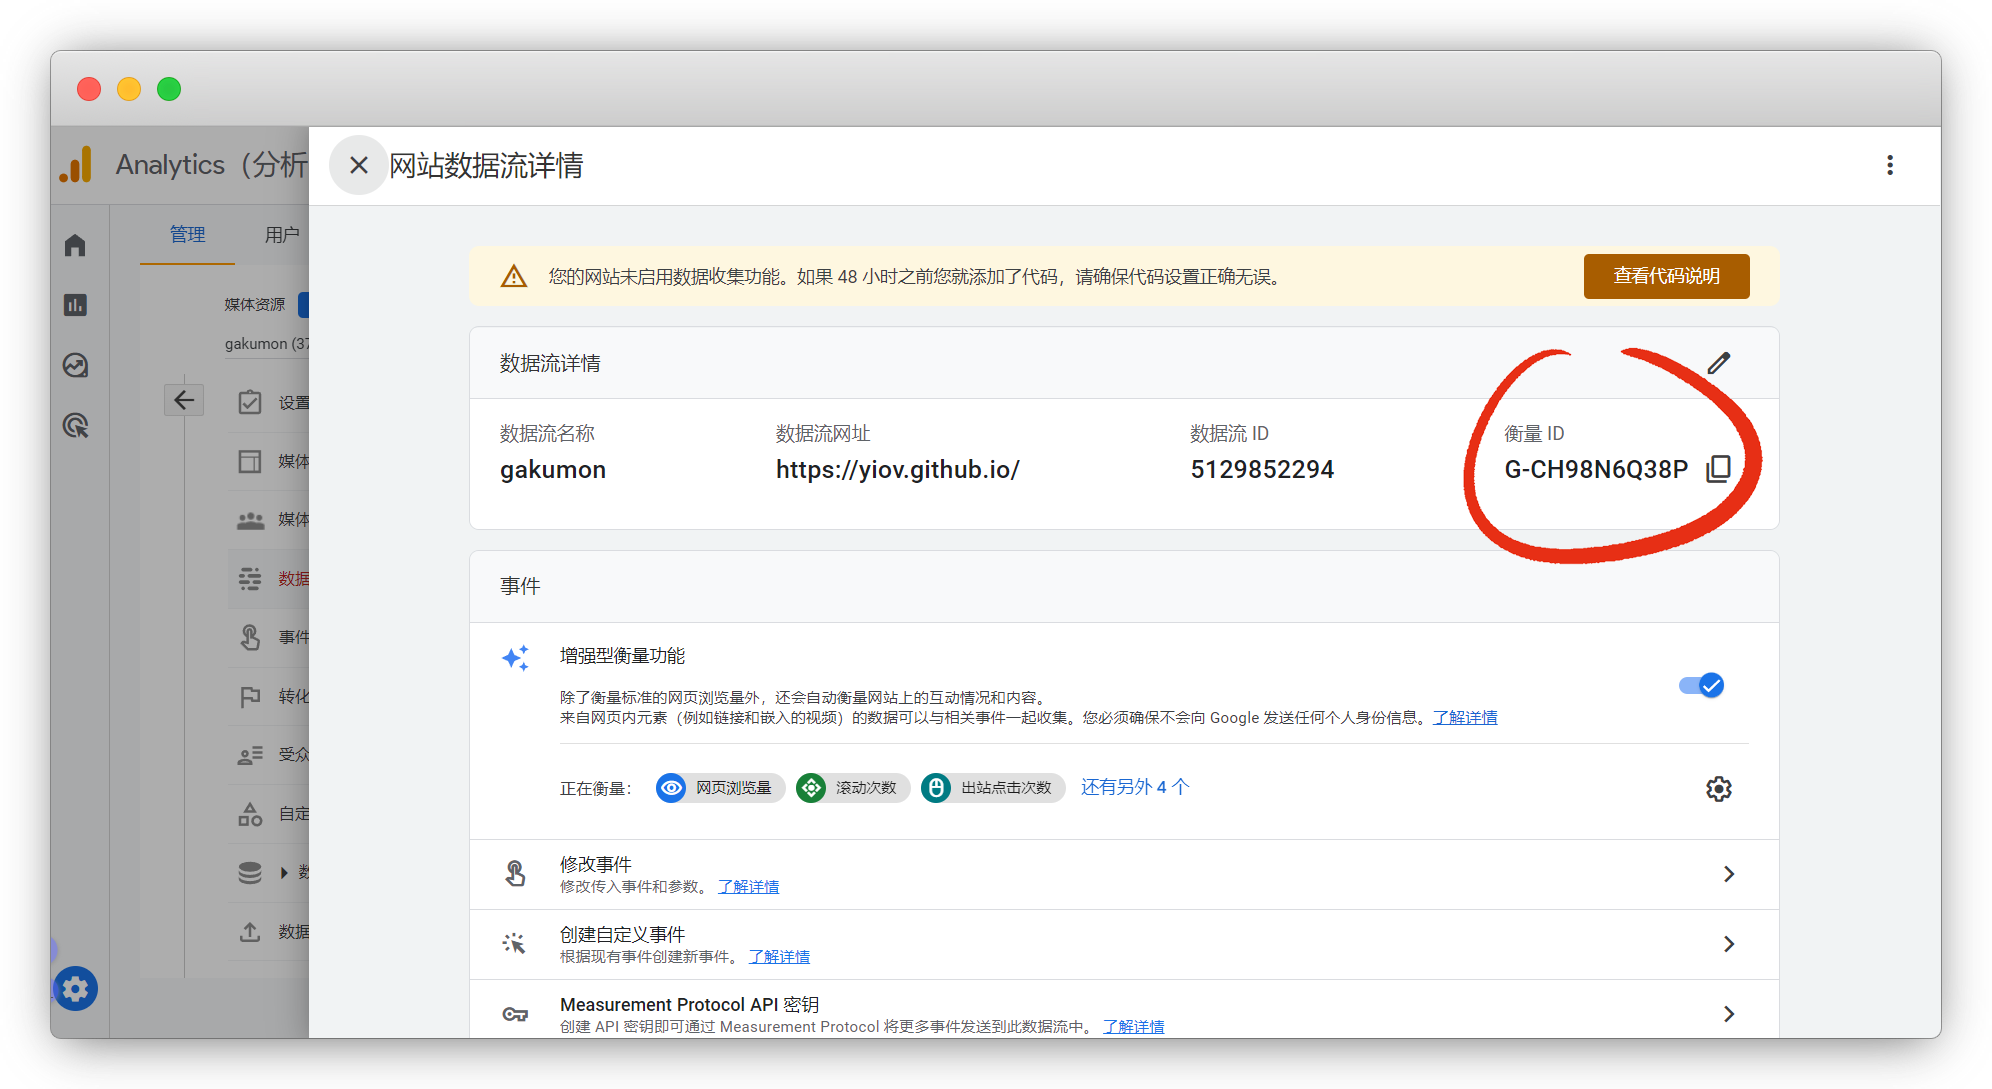 Analytics（分析
网站数据流详情
管理
用户
媒体资源
gakumon (37
设置
媒体
媒体
数据
事件
转化
受众
自定
数
数据
您的网站未启用数据收集功能。如果 48 小时之前您就添加了代码，请确保代码设置正确无误。
查看代码说明
数据流详情
数据流名称
gakumon
数据流网址
https://yiov.github.io/
数据流 ID
5129852294
衡量 ID
G-CH98N6Q38P
事件
增强型衡量功能
除了衡量标准的网页浏览量外，还会自动衡量网站上的互动情况和内容。
来自网页内元素（例如链接和嵌入的视频）的数据可以与相关事件一起收集。您必须确保不会向 Google 发送任何个人身份信息。了解详情
正在衡量： 网页浏览量 滚动次数 出站点击次数 还有另外 4 个
修改事件
修改传入事件和参数。 了解详情
创建自定义事件
根据现有事件创建新事件。 了解详情
Measurement Protocol API 密钥
创建 API 密钥即可通过 Measurement Protocol 将更多事件发送到此数据流中。 了解详情